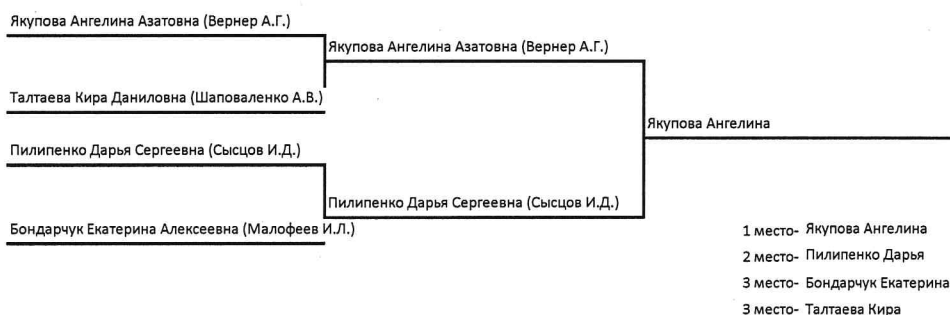 Якупова Ангелина Азатовна (Вернер А.Г.)
Якупова Ангелина Азатовна (Вернер А.Г.)
Талтаева Кира Даниловна (Шаповаленко А.В.)
Якупова Ангелина
Пилипенко Дарья Сергеевна (Сысцов И.Д.)
Пилипенко Дарья Сергеевна (Сысцов И.Д.)
Бондарчук Екатерина Алексеевна (Малофеев И.Л.)
1 место- Якупова Ангелина
2 место- Пилипенко Дарья
3 место- Бондарчук Екатерина
3 место- Талтаева Кира